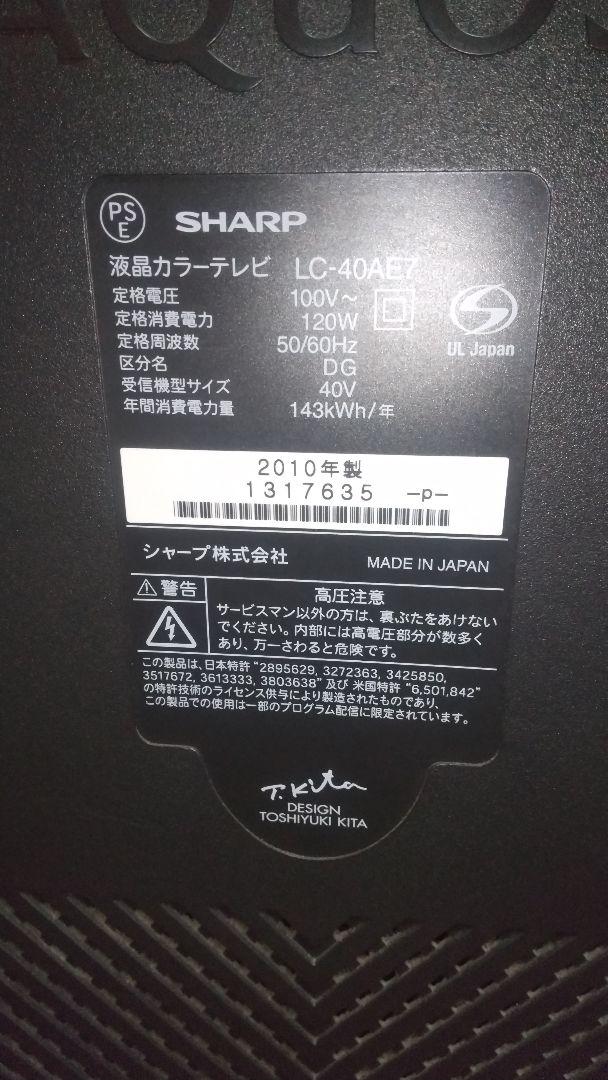 AQUOS
PS
E
SHARP
液晶カラーテレビ LC-40AE7
定格電圧 100V～
定格消費電力 120W
定格周波数 50/60Hz
区分名 DG
受信機型サイズ 40V
年間消費電力量 143kWh/年
UL Japan
2010年製
1317635 -P-
シャープ株式会社 MADE IN JAPAN
警告
高圧注意
サービスマン以外の方は、裏ぶたをあけない
でください。内部には高電圧部分が数多く
あり、万一さわると危険です。
この製品は、日本特許 "2895629, 3272363, 3425850,
3517672, 3613333, 3803638" 及び 米国特許 "6,501,842"
の特許技術のライセンス供与により製造されたものであり、
この製品での使用は一部のプログラム配信に限定されています。
T. Kita
DESIGN
TOSHIYUKI KITA